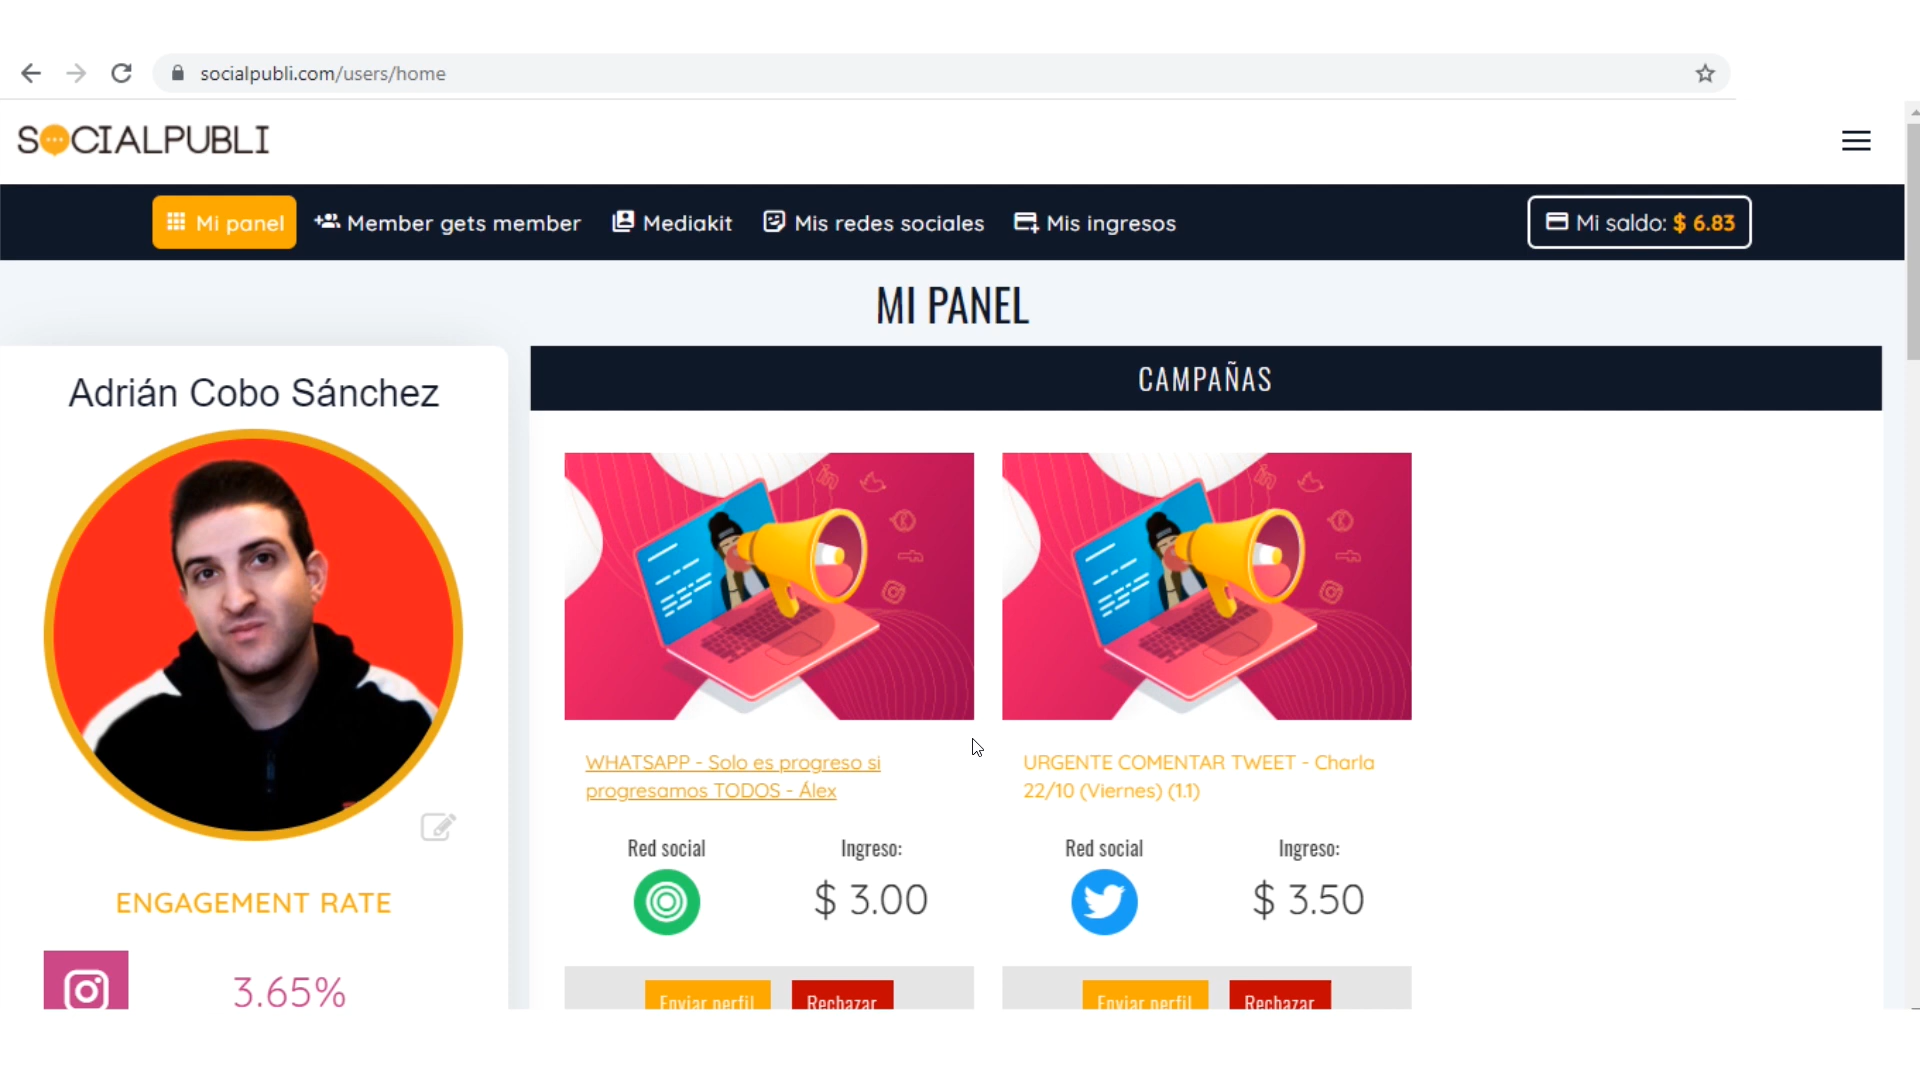 socialpubli.com/users/home
SOCIALPUBLI
Mi panel
Member gets member
Mediakit
Mis redes sociales
Mis ingresos
Mi saldo: $ 6.83
MI PANEL
Adrián Cobo Sánchez
CAMPAÑAS
WHATSAPP - Solo es progreso si
progresamos TODOS - Álex
URGENTE COMENTAR TWEET - Charla
22/10 (Viernes) (1.1)
Red social
Ingreso:
$ 3.00
Red social
Ingreso:
$ 3.50
ENGAGEMENT RATE
3.65%
Enviar perfil
Rechazar
Enviar perfil
Rechazar